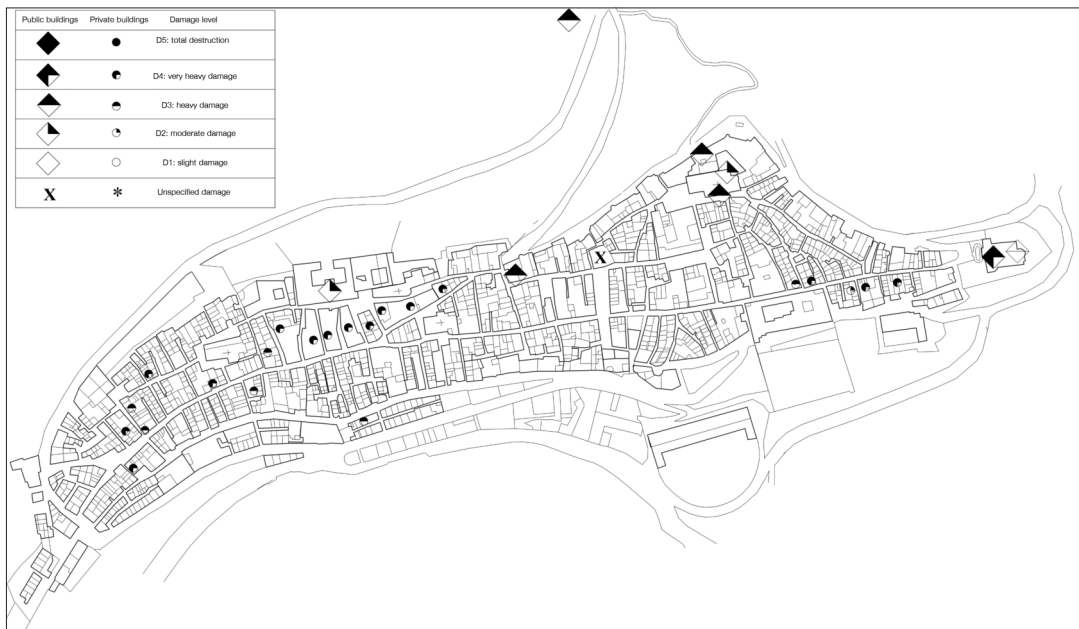 Public buildings Private buildings Damage level
D5: total destruction
D4: very heavy damage
D3: heavy damage
D2: moderate damage
D1: slight damage
X * Unspecified damage
X